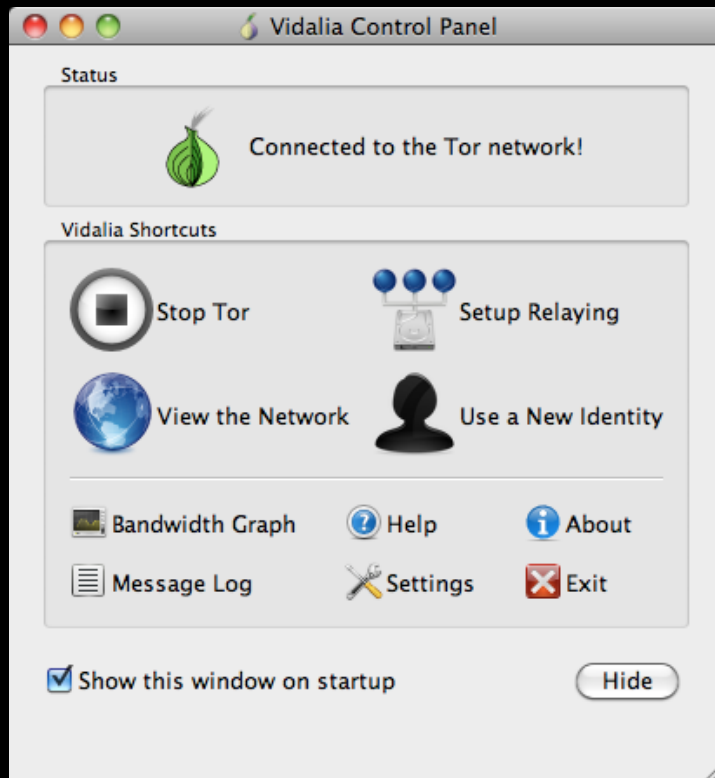 Vidalia Control Panel
Status
Connected to the Tor network!
Vidalia Shortcuts
Stop Tor
Setup Relaying
View the Network
Use a New Identity
Bandwidth Graph
Help
About
Message Log
Settings
Exit
Show this window on startup
Hide